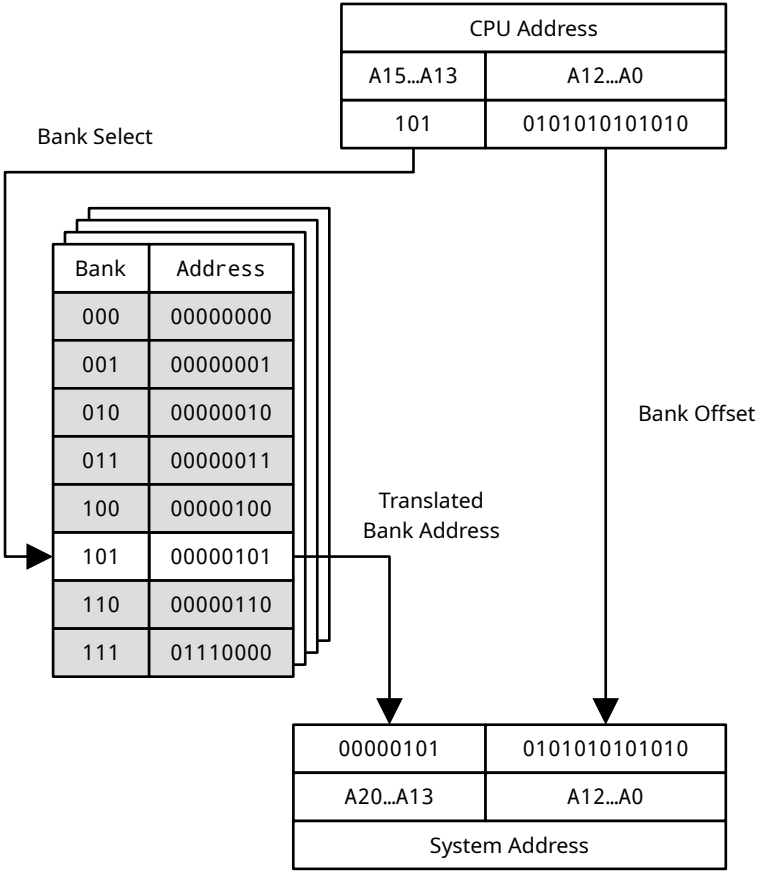 CPU Address
A15…A13 A12…A0
101 0101010101010
Bank Select
Bank Address
000 00000000
001 00000001
010 00000010
011 00000011
100 00000100
101 00000101
110 00000110
111 01110000
Bank Offset
Translated
Bank Address
00000101 0101010101010
A20…A13 A12…A0
System Address